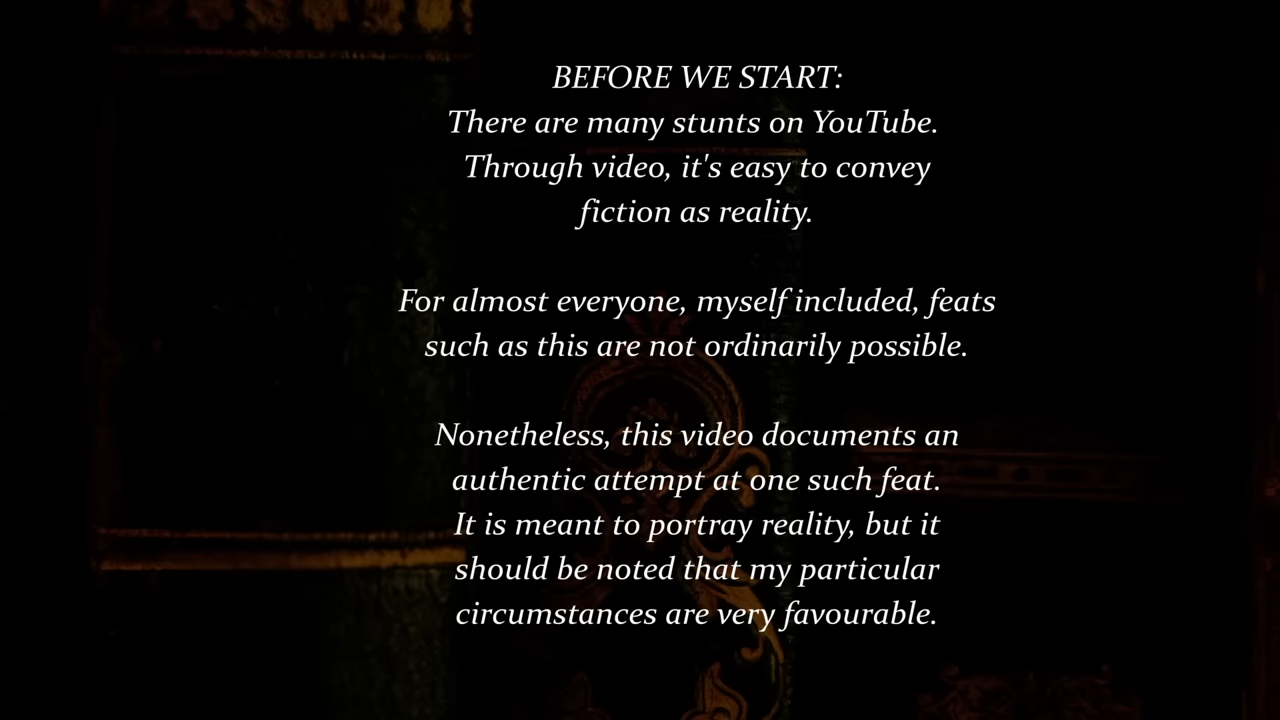 BEFORE WE START:
There are many stunts on YouTube.
Through video, it's easy to convey
fiction as reality.
For almost everyone, myself included, feats
such as this are not ordinarily possible.
Nonetheless, this video documents an
authentic attempt at one such feat.
It is meant to portray reality, but it
should be noted that my particular
circumstances are very favourable.